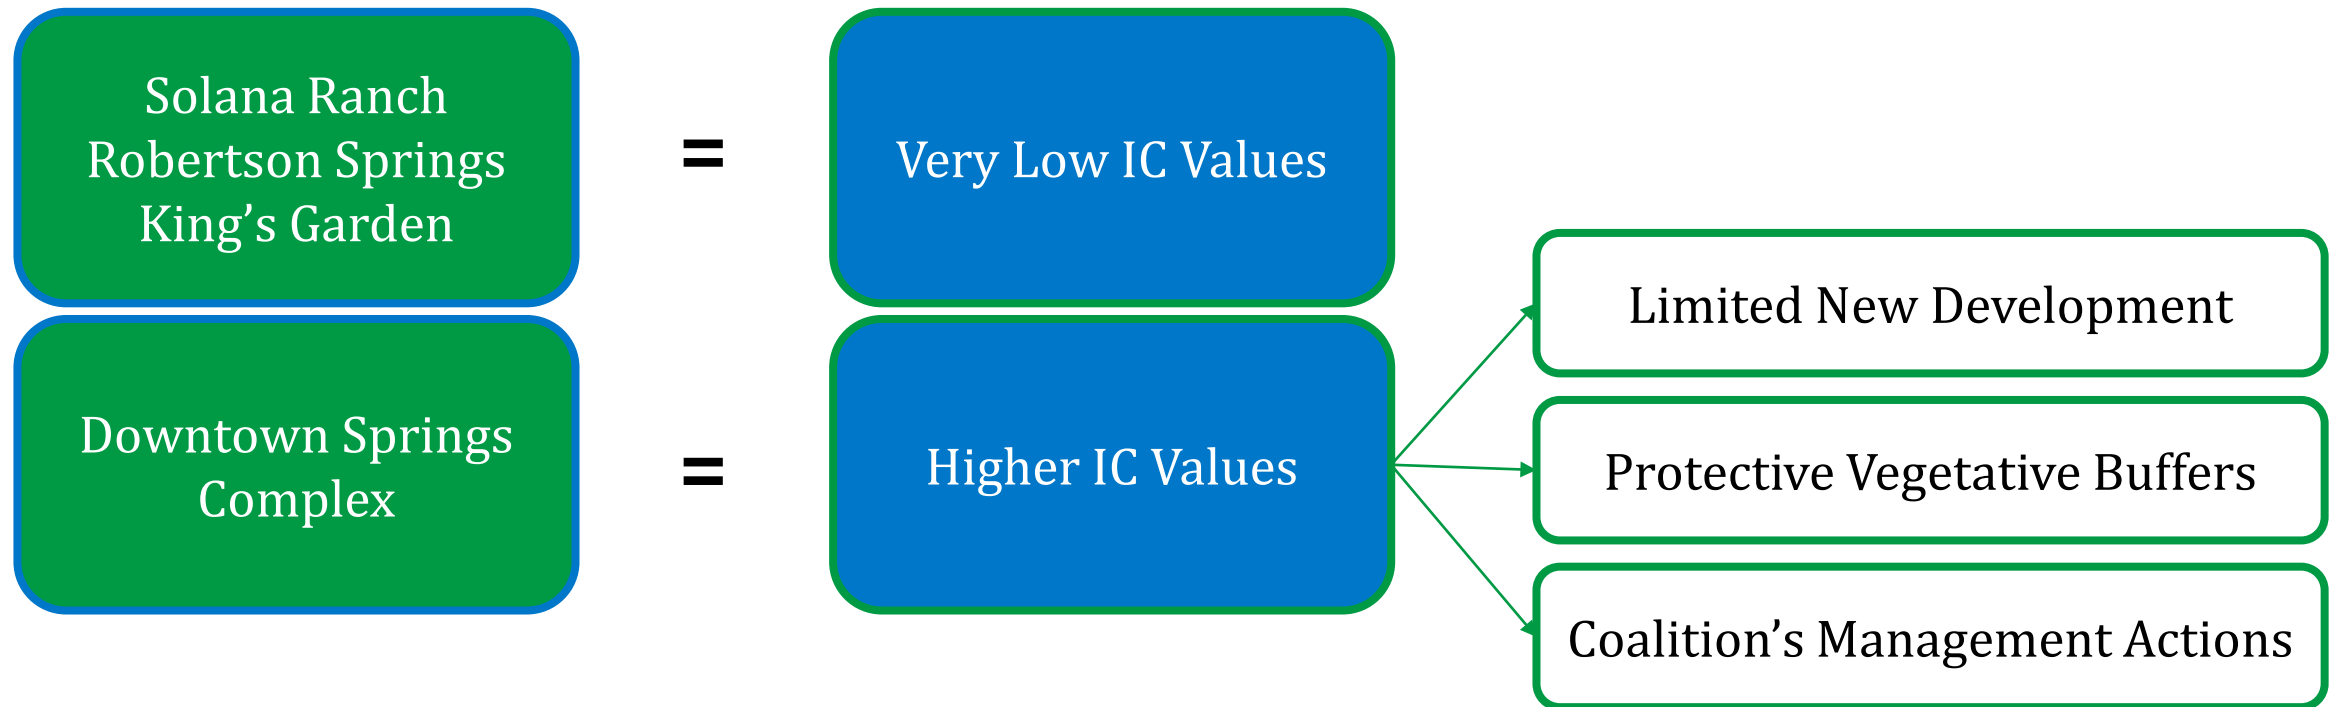 Solana Ranch
Robertson Springs
King’s Garden
=
Very Low IC Values
Downtown Springs
Complex
=
Higher IC Values
Limited New Development
Protective Vegetative Buffers
Coalition’s Management Actions